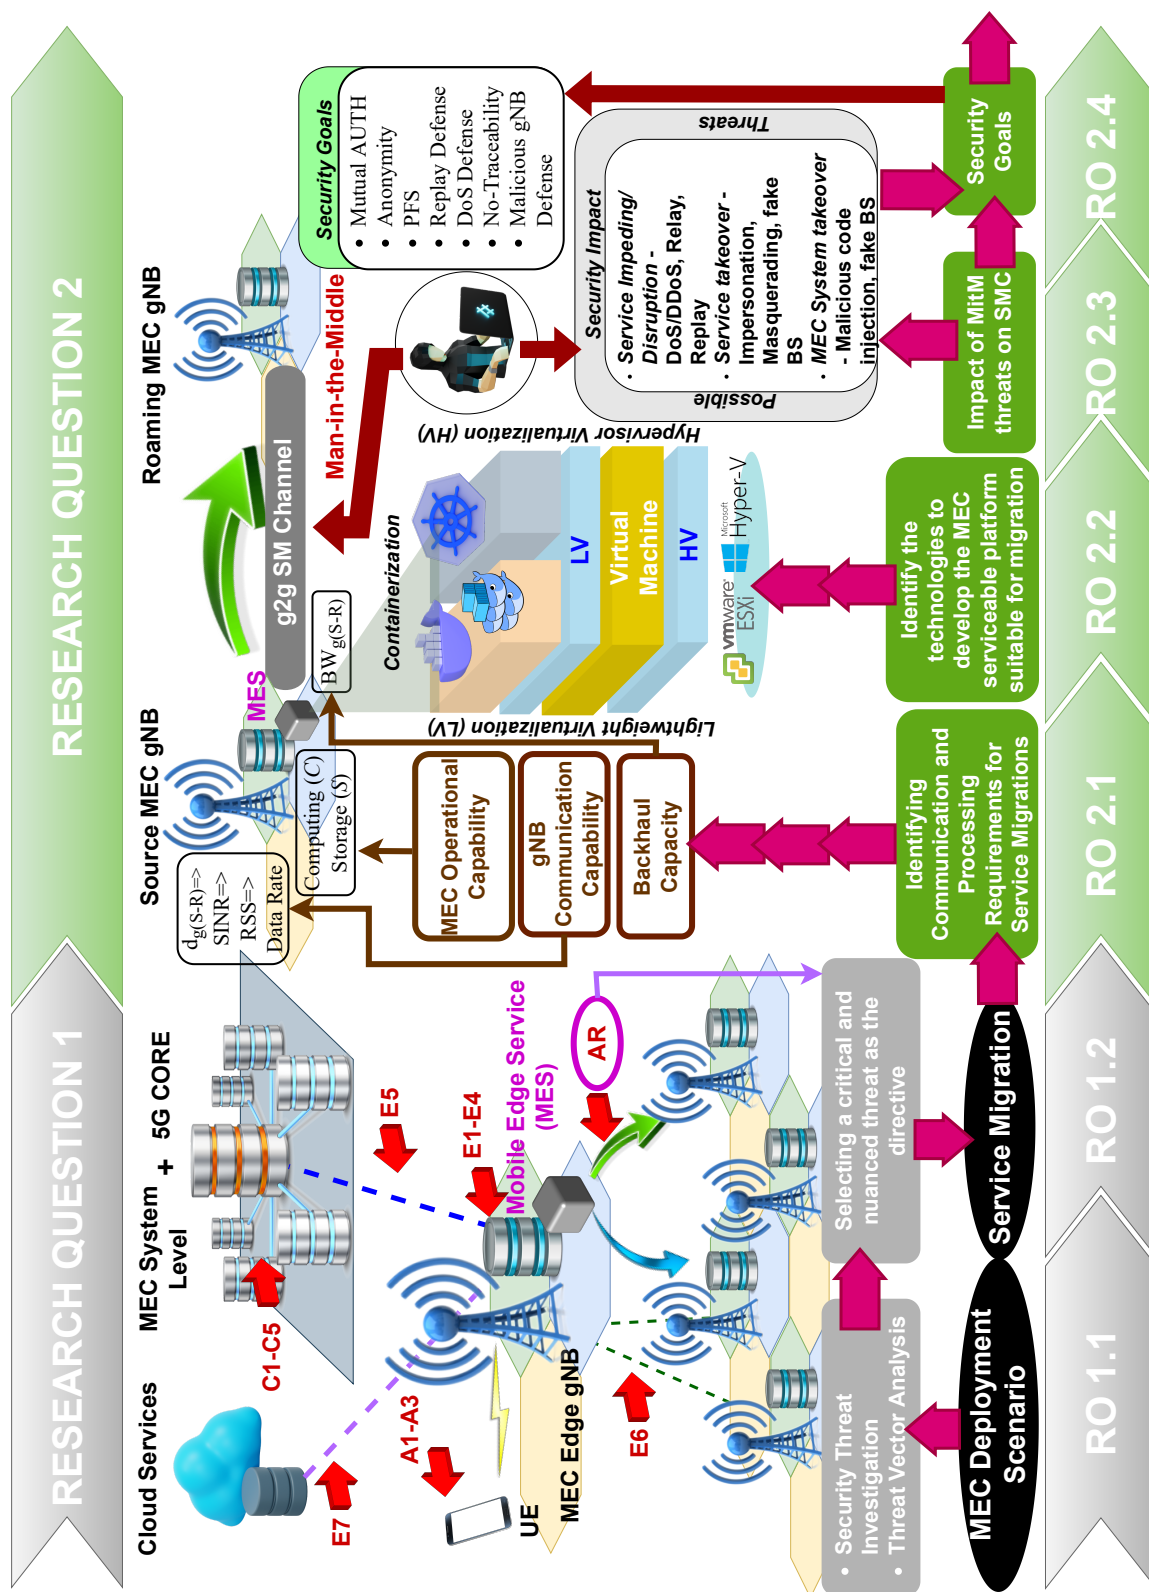 RESEARCH QUESTION 1
RESEARCH QUESTION 2
Cloud Services
MEC System
Level
+
5G CORE
C1-C5
E7
E5
A1-A3
E1-E4
UE
MEC Edge gNB
Mobile Edge Service
(MES)
E6
AR
• Security Threat
Investigation
• Threat Vector Analysis
Selecting a critical and
nuanced threat as the
directive
MEC Deployment
Scenario
Service Migration
Source MEC gNB
MES
Roaming MEC gNB
g2g SM Channel
d_g(S-R)=>
SINR=>
RSS=>
Data Rate
Computing (C)
Storage (S)
BW_g(S-R)
MEC Operational
Capability
gNB
Communication
Capability
Backhaul
Capacity
Identifying
Communication and
Processing
Requirements for
Service Migrations
Containerization
Lightweight Virtualization (LV)
Hypervisor Virtualization (HV)
LV
Virtual
Machine
HV
vmware
ESXi
Microsoft
Hyper-V
Identify the
technologies to
develop the MEC
serviceable platform
suitable for migration
Man-in-the-Middle
Security Goals
• Mutual AUTH
• Anonymity
• PFS
• Replay Defense
• DoS Defense
• No-Traceability
• Malicious gNB
Defense
Possible
Threats
Security Impact
• Service Impeding/
Disruption -
DoS/DDoS, Relay,
Replay
• Service takeover -
Impersonation,
Masquerading, fake
BS
• MEC System takeover
- Malicious code
injection, fake BS
Impact of MitM
threats on SMC
Security
Goals
RO 1.1
RO 1.2
RO 2.1
RO 2.2
RO 2.3
RO 2.4